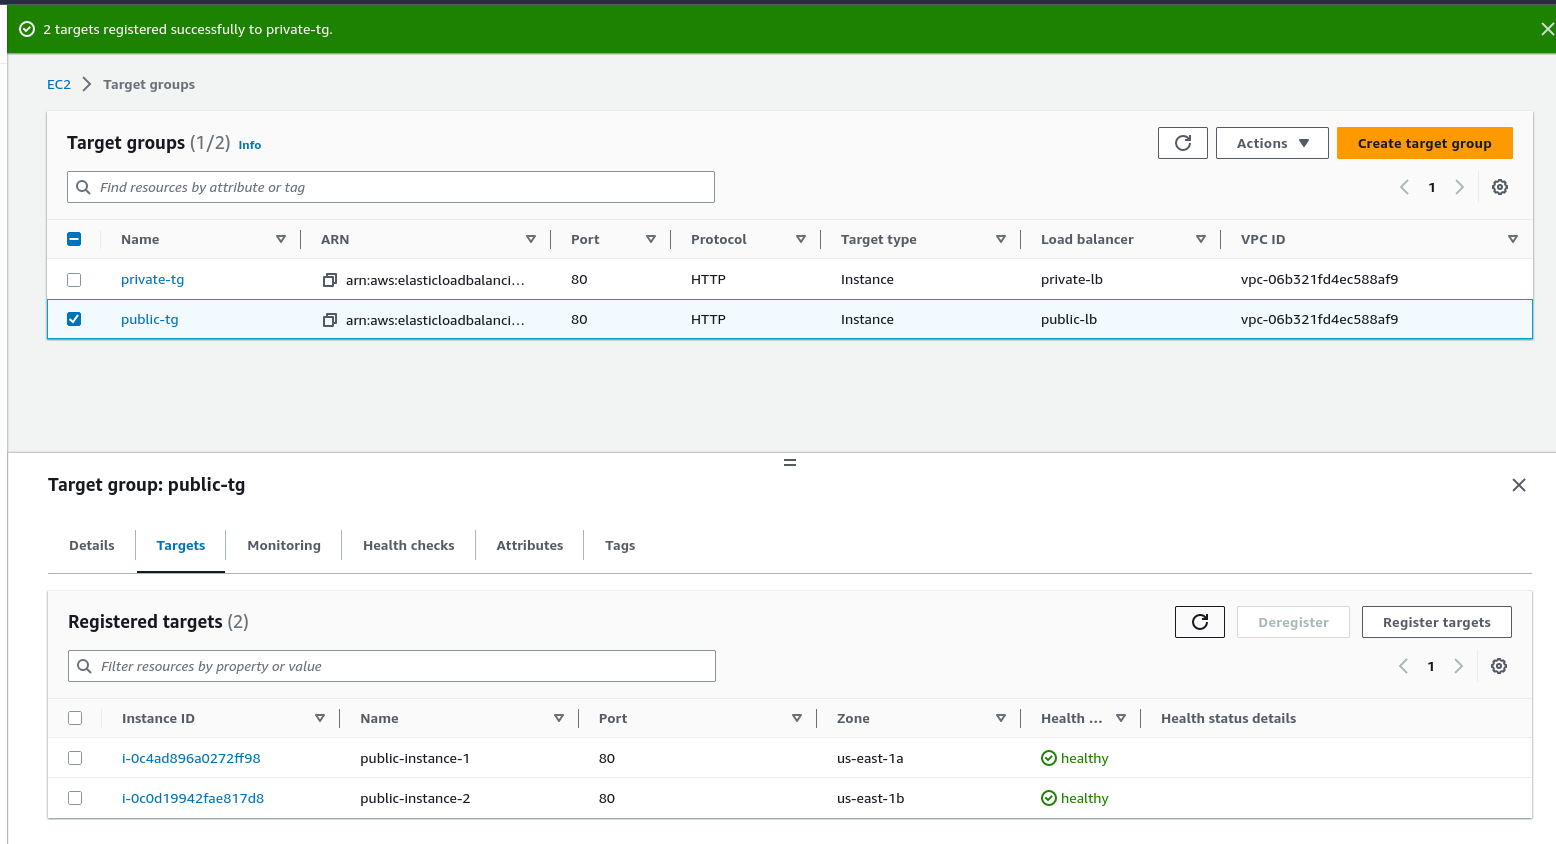 2 targets registered successfully to private-tg.
EC2 Target groups
Target groups (1/2) Info
Actions
Create target group
Find resources by attribute or tag
1
Name ARN Port Protocol Target type Load balancer VPC ID
private-tg arn:aws:elasticloadbalanci... 80 HTTP Instance private-lb vpc-06b321fd4ec588af9
public-tg arn:aws:elasticloadbalanci... 80 HTTP Instance public-lb vpc-06b321fd4ec588af9
Target group: public-tg
Details Targets Monitoring Health checks Attributes Tags
Registered targets (2)
Deregister
Register targets
Filter resources by property or value
1
Instance ID Name Port Zone Health ... Health status details
i-0c4ad896a0272ff98 public-instance-1 80 us-east-1a healthy
i-0c0d19942fae817d8 public-instance-2 80 us-east-1b healthy